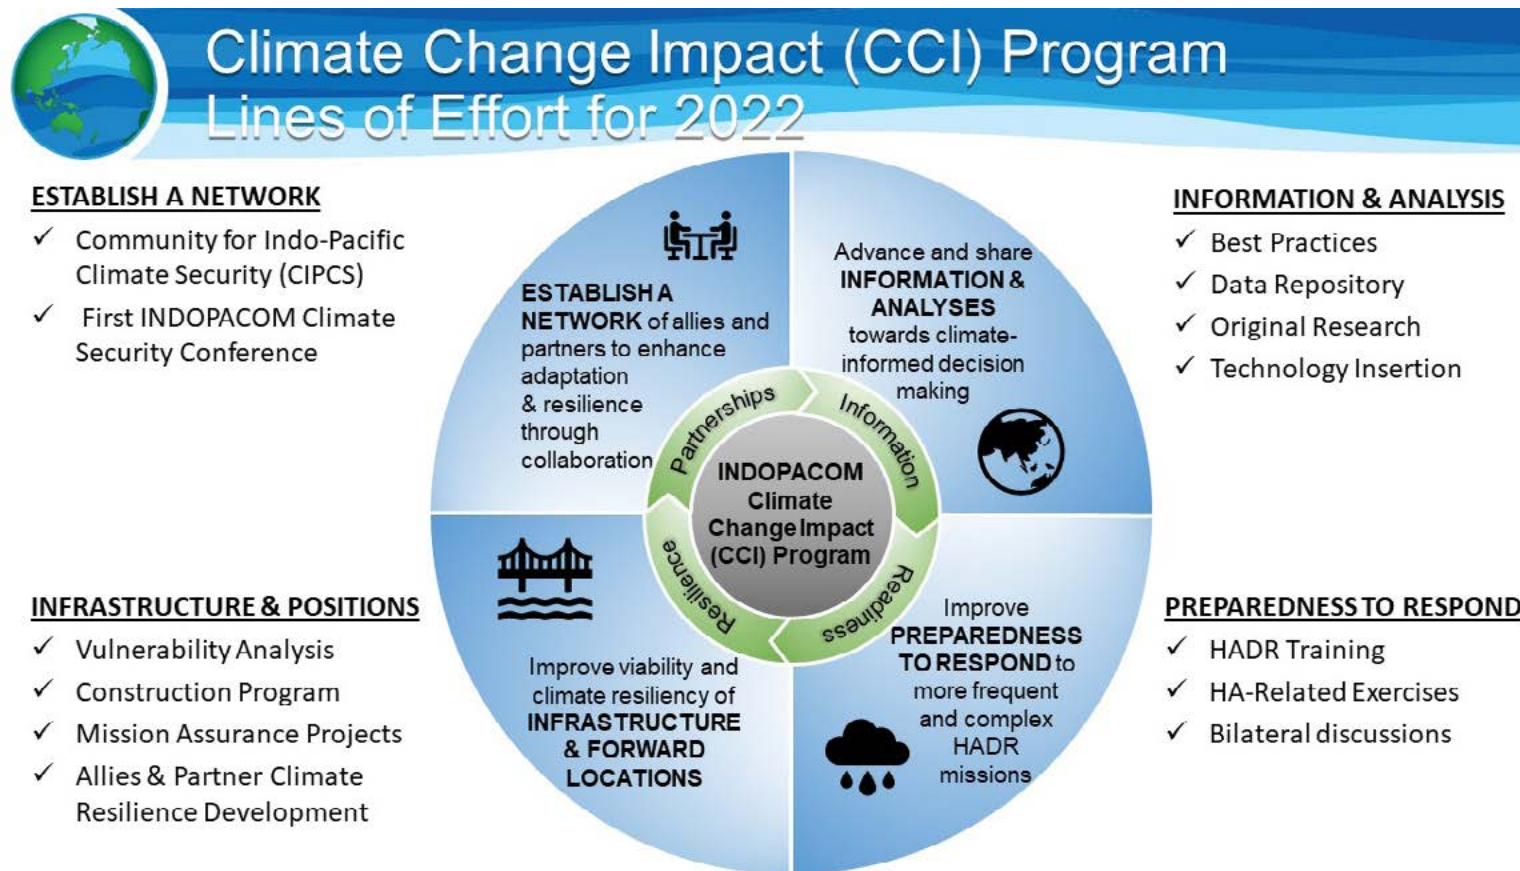 Climate Change Impact (CCI) Program
Lines of Effort for 2022
ESTABLISH A NETWORK
✓ Community for Indo-Pacific
Climate Security (CIPCS)
✓ First INDOPACOM Climate
Security Conference
ESTABLISH A
NETWORK of allies and
partners to enhance
adaptation
& resilience
through
collaboration
Advance and share
INFORMATION &
ANALYSES
towards climate-
informed decision
making
INFORMATION & ANALYSIS
✓ Best Practices
✓ Data Repository
✓ Original Research
✓ Technology Insertion
Partnerships
Information
Readiness
Resilience
INDOPACOM
Climate
Change Impact
(CCI) Program
INFRASTRUCTURE & POSITIONS
✓ Vulnerability Analysis
✓ Construction Program
✓ Mission Assurance Projects
✓ Allies & Partner Climate
Resilience Development
Improve viability and
climate resiliency of
INFRASTRUCTURE
& FORWARD
LOCATIONS
Improve
PREPAREDNESS
TO RESPOND to
more frequent
and complex
HADR
missions
PREPAREDNESS TO RESPOND
✓ HADR Training
✓ HA-Related Exercises
✓ Bilateral discussions